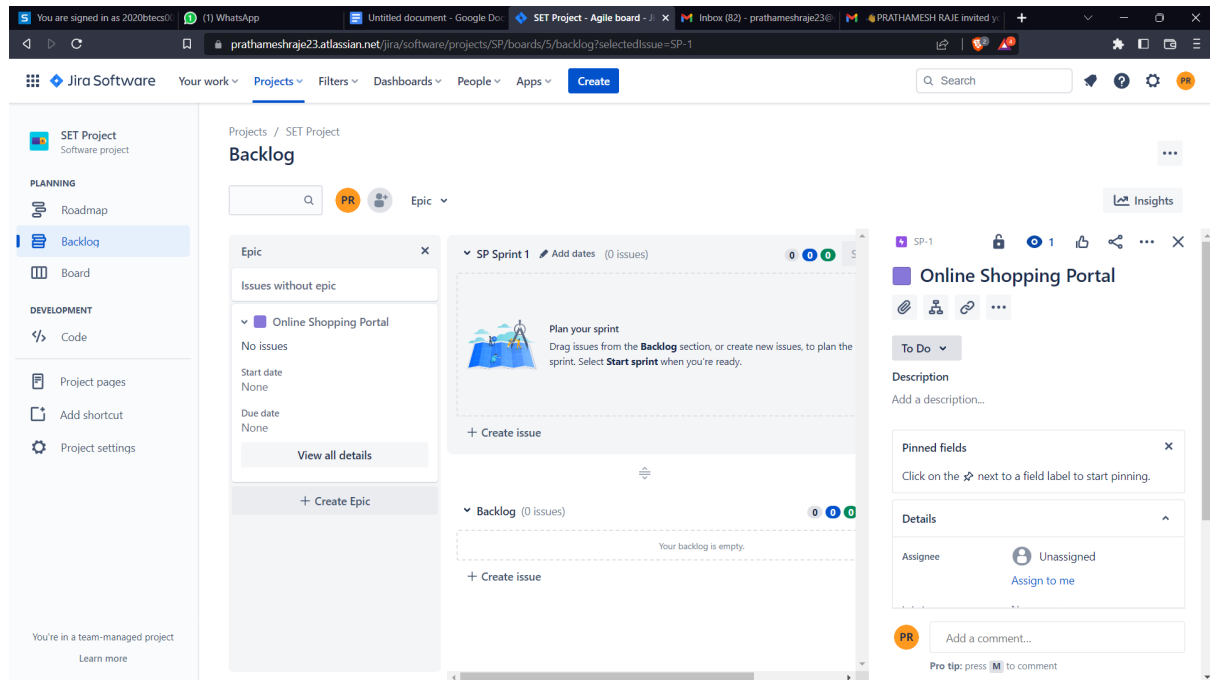 You are signed in as 2020btecs00
(1) WhatsApp
Untitled document - Google Doc
SET Project - Agile board - Ji
Inbox (82) - prathameshraje23@
PRATHAMESH RAJE invited yo
prathameshraje23.atlassian.net/jira/software/projects/SP/boards/5/backlog?selectedIssue=SP-1
Jira Software
Your work
Projects
Filters
Dashboards
People
Apps
Create
Search
PR
SET Project
Software project
PLANNING
Roadmap
Backlog
Board
DEVELOPMENT
Code
Project pages
Add shortcut
Project settings
You're in a team-managed project
Learn more
Projects / SET Project
Backlog
PR
Epic
Insights
Epic
Issues without epic
Online Shopping Portal
No issues
Start date
None
Due date
None
View all details
+ Create Epic
SP Sprint 1 Add dates (0 issues)
0 0 0 S
Plan your sprint
Drag issues from the Backlog section, or create new issues, to plan the
sprint. Select Start sprint when you're ready.
+ Create issue
Backlog (0 issues)
0 0 0
Your backlog is empty.
+ Create issue
SP-1
1
Online Shopping Portal
To Do
Description
Add a description...
Pinned fields
Click on the next to a field label to start pinning.
Details
Assignee
Unassigned
Assign to me
PR
Add a comment...
Pro tip: press M to comment